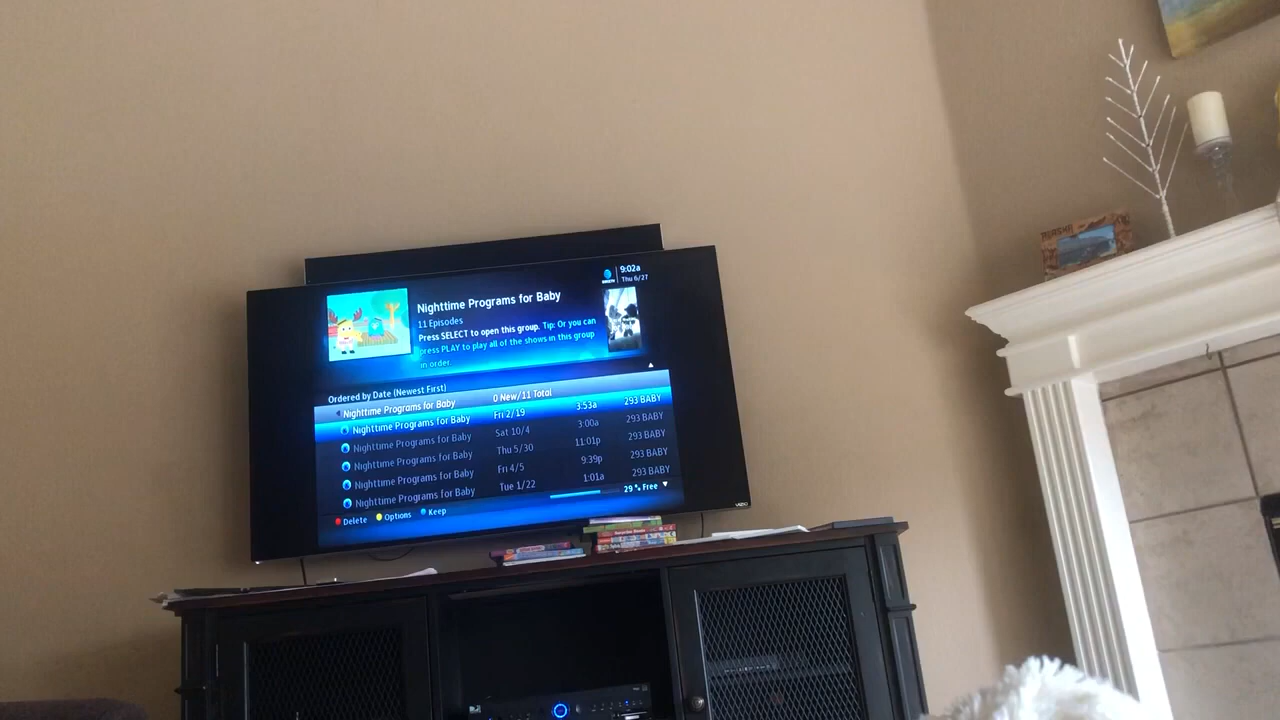 9:02a
Thu 6/27
Nighttime Programs for Baby
11 Episodes
Press SELECT to open this group. Tip: Or you can
press PLAY to play all of the shows in this group
in order.
Ordered by Date (Newest First)
Nighttime Programs for Baby 0 New/11 Total
Nighttime Programs for Baby Fri 2/19 3:53a 293 BABY
Nighttime Programs for Baby Sat 10/4 3:00a 293 BABY
Nighttime Programs for Baby Thu 5/30 11:01p 293 BABY
Nighttime Programs for Baby Fri 4/5 9:39p 293 BABY
Nighttime Programs for Baby Tue 1/22 1:01a 293 BABY
29% Free
Delete Options Keep
VIZIO